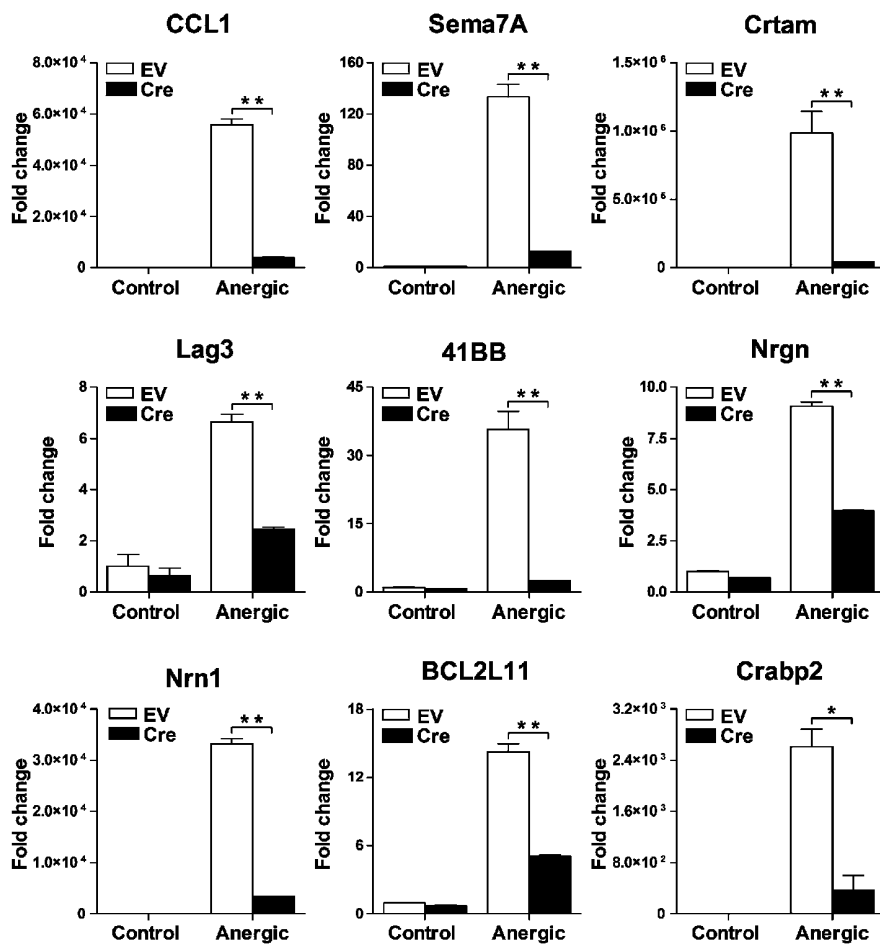 CCL1
EV
Cre
**
Fold change
8.0×10⁴
6.0×10⁴
4.0×10⁴
2.0×10⁴
0
Control Anergic
Sema7A
EV
Cre
**
Fold change
160
120
80
40
0
Control Anergic
Crtam
EV
Cre
**
Fold change
1.5×10⁶
1.0×10⁶
5.0×10⁶
0
Control Anergic
Lag3
EV
Cre
**
Fold change
8
6
4
2
0
Control Anergic
41BB
EV
Cre
**
Fold change
45
30
15
0
Control Anergic
Nrgn
EV
Cre
**
Fold change
10.0
7.5
5.0
2.5
0.0
Control Anergic
Nrn1
EV
Cre
**
Fold change
4.0×10⁴
3.0×10⁴
2.0×10⁴
1.0×10⁴
0
Control Anergic
BCL2L11
EV
Cre
**
Fold change
18
12
6
0
Control Anergic
Crabp2
EV
Cre
*
Fold change
3.2×10³
2.4×10³
1.6×10³
8.0×10²
0
Control Anergic